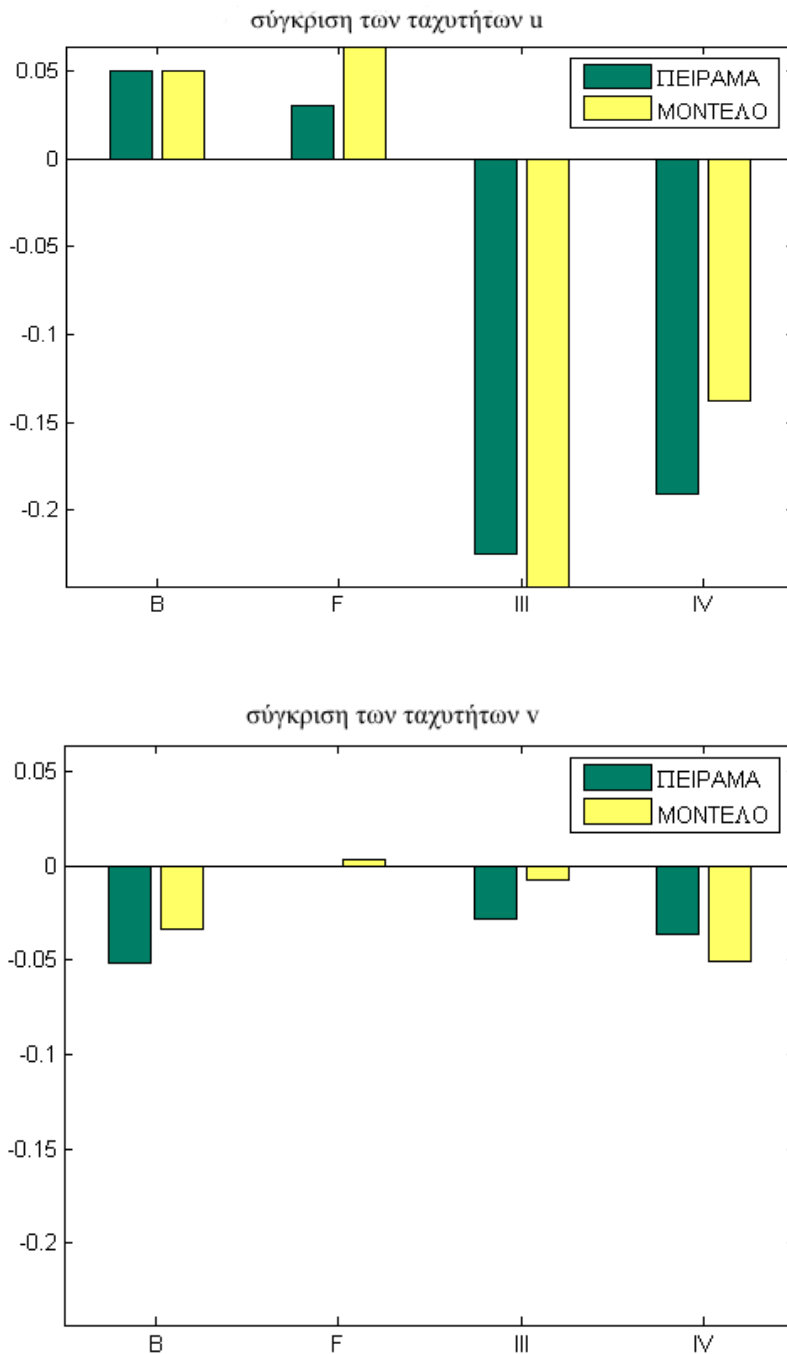 σύγκριση των ταχυτήτων u
ΠΕΙΡΑΜΑ
ΜΟΝΤΕΛΟ
0.05
0
-0.05
-0.1
-0.15
-0.2
B
F
III
IV
σύγκριση των ταχυτήτων v
ΠΕΙΡΑΜΑ
ΜΟΝΤΕΛΟ
0.05
0
-0.05
-0.1
-0.15
-0.2
B
F
III
IV